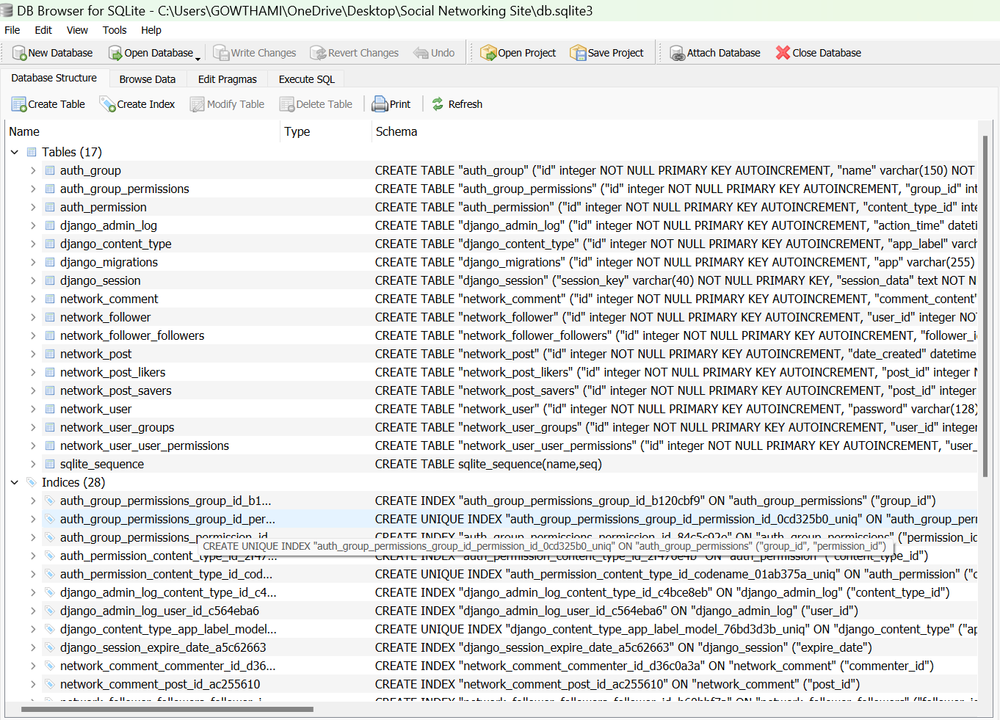 DB Browser for SQLite - C:\Users\GOWTHAMI\OneDrive\Desktop\Social Networking Site\db.sqlite3
File Edit View Tools Help
New Database Open Database Write Changes Revert Changes Undo Open Project Save Project Attach Database Close Database
Database Structure Browse Data Edit Pragmas Execute SQL
Create Table Create Index Modify Table Delete Table Print Refresh
Name Type Schema
Tables (17)
auth_group CREATE TABLE "auth_group" ("id" integer NOT NULL PRIMARY KEY AUTOINCREMENT, "name" varchar(150) NOT
auth_group_permissions CREATE TABLE "auth_group_permissions" ("id" integer NOT NULL PRIMARY KEY AUTOINCREMENT, "group_id" int
auth_permission CREATE TABLE "auth_permission" ("id" integer NOT NULL PRIMARY KEY AUTOINCREMENT, "content_type_id" inte
django_admin_log CREATE TABLE "django_admin_log" ("id" integer NOT NULL PRIMARY KEY AUTOINCREMENT, "action_time" dateti
django_content_type CREATE TABLE "django_content_type" ("id" integer NOT NULL PRIMARY KEY AUTOINCREMENT, "app_label" varch
django_migrations CREATE TABLE "django_migrations" ("id" integer NOT NULL PRIMARY KEY AUTOINCREMENT, "app" varchar(255)
django_session CREATE TABLE "django_session" ("session_key" varchar(40) NOT NULL PRIMARY KEY, "session_data" text NOT N
network_comment CREATE TABLE "network_comment" ("id" integer NOT NULL PRIMARY KEY AUTOINCREMENT, "comment_content"
network_follower CREATE TABLE "network_follower" ("id" integer NOT NULL PRIMARY KEY AUTOINCREMENT, "user_id" integer NO
network_follower_followers CREATE TABLE "network_follower_followers" ("id" integer NOT NULL PRIMARY KEY AUTOINCREMENT, "follower_i
network_post CREATE TABLE "network_post" ("id" integer NOT NULL PRIMARY KEY AUTOINCREMENT, "date_created" datetime
network_post_likers CREATE TABLE "network_post_likers" ("id" integer NOT NULL PRIMARY KEY AUTOINCREMENT, "post_id" integer N
network_post_savers CREATE TABLE "network_post_savers" ("id" integer NOT NULL PRIMARY KEY AUTOINCREMENT, "post_id" integer
network_user CREATE TABLE "network_user" ("id" integer NOT NULL PRIMARY KEY AUTOINCREMENT, "password" varchar(128)
network_user_groups CREATE TABLE "network_user_groups" ("id" integer NOT NULL PRIMARY KEY AUTOINCREMENT, "user_id" integer
network_user_user_permissions CREATE TABLE "network_user_user_permissions" ("id" integer NOT NULL PRIMARY KEY AUTOINCREMENT, "user_
sqlite_sequence CREATE TABLE sqlite_sequence(name,seq)
Indices (28)
auth_group_permissions_group_id_b1... CREATE INDEX "auth_group_permissions_group_id_b120cbf9" ON "auth_group_permissions" ("group_id")
auth_group_permissions_group_id_per... CREATE UNIQUE INDEX "auth_group_permissions_group_id_permission_id_0cd325b0_uniq" ON "auth_group_perr
auth_group_permissions_permission_id CREATE INDEX "auth_group_permissions_permission_id_84c5c92e" ON "auth_group_permissions" ("permission_i
CREATE UNIQUE INDEX "auth_group_permissions_group_id_permission_id_0cd325b0_uniq" ON "auth_group_permissions" ("group_id", "permission_id")
auth_permission_content_type_id_2f47... CREATE INDEX "auth_permission_content_type_id_2f476e4b" ON "auth_permission" ("content_type_id")
auth_permission_content_type_id_cod... CREATE UNIQUE INDEX "auth_permission_content_type_id_codename_01ab375a_uniq" ON "auth_permission" ("c
django_admin_log_content_type_id_c4... CREATE INDEX "django_admin_log_content_type_id_c4bce8eb" ON "django_admin_log" ("content_type_id")
django_admin_log_user_id_c564eba6 CREATE INDEX "django_admin_log_user_id_c564eba6" ON "django_admin_log" ("user_id")
django_content_type_app_label_model... CREATE UNIQUE INDEX "django_content_type_app_label_model_76bd3d3b_uniq" ON "django_content_type" ("ap
django_session_expire_date_a5c62663 CREATE INDEX "django_session_expire_date_a5c62663" ON "django_session" ("expire_date")
network_comment_commenter_id_d36... CREATE INDEX "network_comment_commenter_id_d36c0a3a" ON "network_comment" ("commenter_id")
network_comment_post_id_ac255610 CREATE INDEX "network_comment_post_id_ac255610" ON "network_comment" ("post_id")